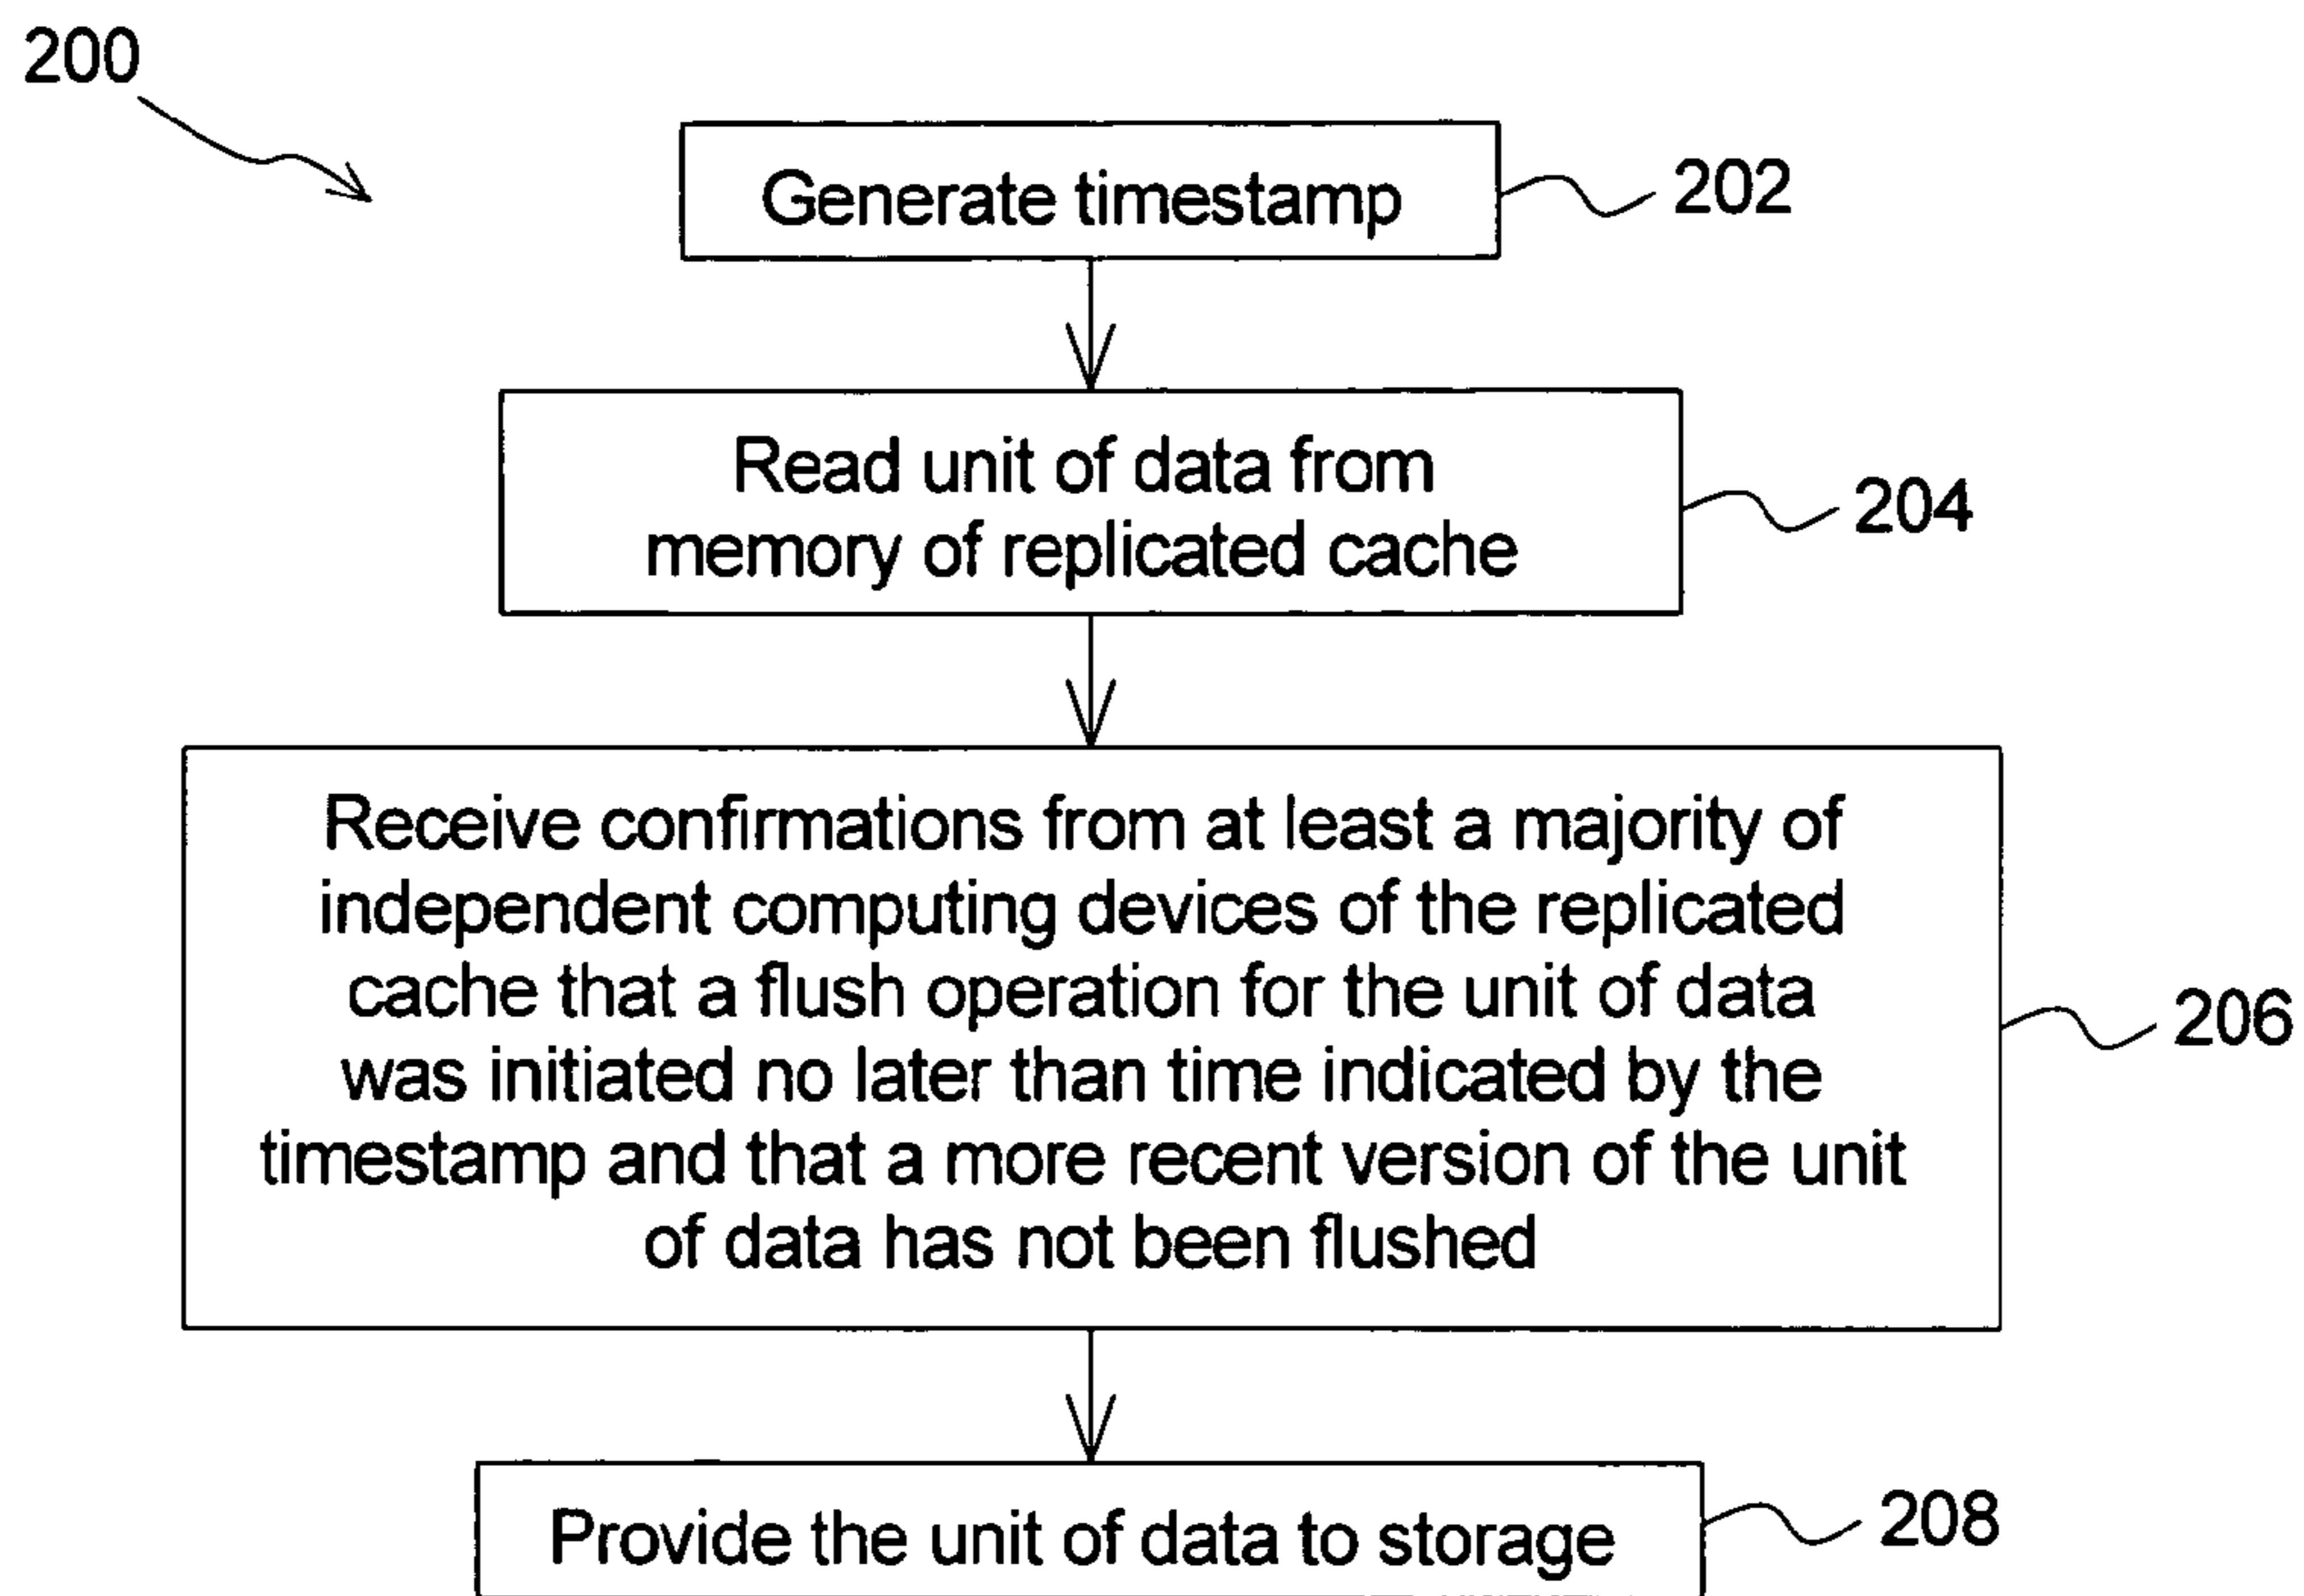 200
Generate timestamp
202
Read unit of data from
memory of replicated cache
204
Receive confirmations from at least a majority of
independent computing devices of the replicated
cache that a flush operation for the unit of data
was initiated no later than time indicated by the
timestamp and that a more recent version of the unit
of data has not been flushed
206
Provide the unit of data to storage
208